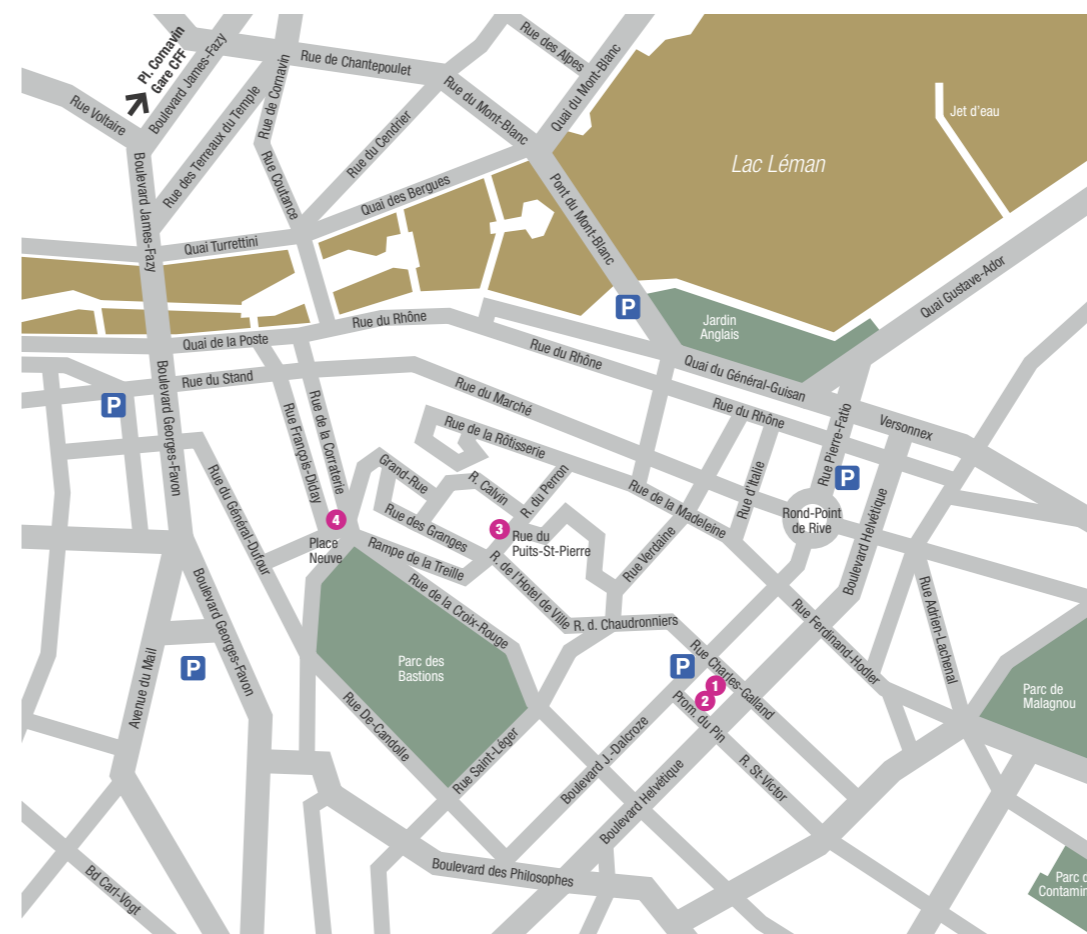 Pl. Cornavin
Gare CFF
Boulevard James-Fazy
Rue Voltaire
Rue des Terreaux du Temple
Rue de Cornavin
Rue de Chantepoulet
Rue des Alpes
Quai du Mont-Blanc
Rue du Mont-Blanc
Rue du Cendrier
Rue Coutance
Boulevard James-Fazy
Quai des Bergues
Quai Turrettini
Pont du Mont-Blanc
Lac Léman
Jet d'eau
Quai Gustave-Ador
P
Jardin
Anglais
Rue du Rhône
Quai de la Poste
Rue du Rhône
Quai du Général-Guisan
Rue du Stand
Rue du Marché
Rue du Rhône
Versonnex
P
Boulevard Georges-Favon
Rue François-Diday
Rue de la Corraterie
Rue de la Rôtisserie
Rue Pierre-Fatio
Grand-Rue
R. Calvin
R. du Perron
Rue de la Madeleine
Rue d'Italie
P
Rue du Général-Dufour
Rond-Point
de Rive
Boulevard Helvétique
4
Place
Neuve
Rue des Granges
3
Rue du
Puits-St-Pierre
Rampe de la Treille
Rue Verdaine
R. de l'Hotel de Ville
Rue de la Croix-Rouge
R. d. Chaudronniers
Rue Ferdinand-Hodler
Rue Adrien-Lachenal
Boulevard Georges-Favon
Avenue du Mail
P
Parc des
Bastions
P
Rue Charles-Galland
1
2
Prom. du Pin
Parc de
Malagnou
Rue De-Candolle
Rue Saint-Léger
Boulevard J.-Dalcroze
Boulevard Helvétique
R. St-Victor
Boulevard des Philosophes
Bd Carl-Vogt
Parc
Contamin